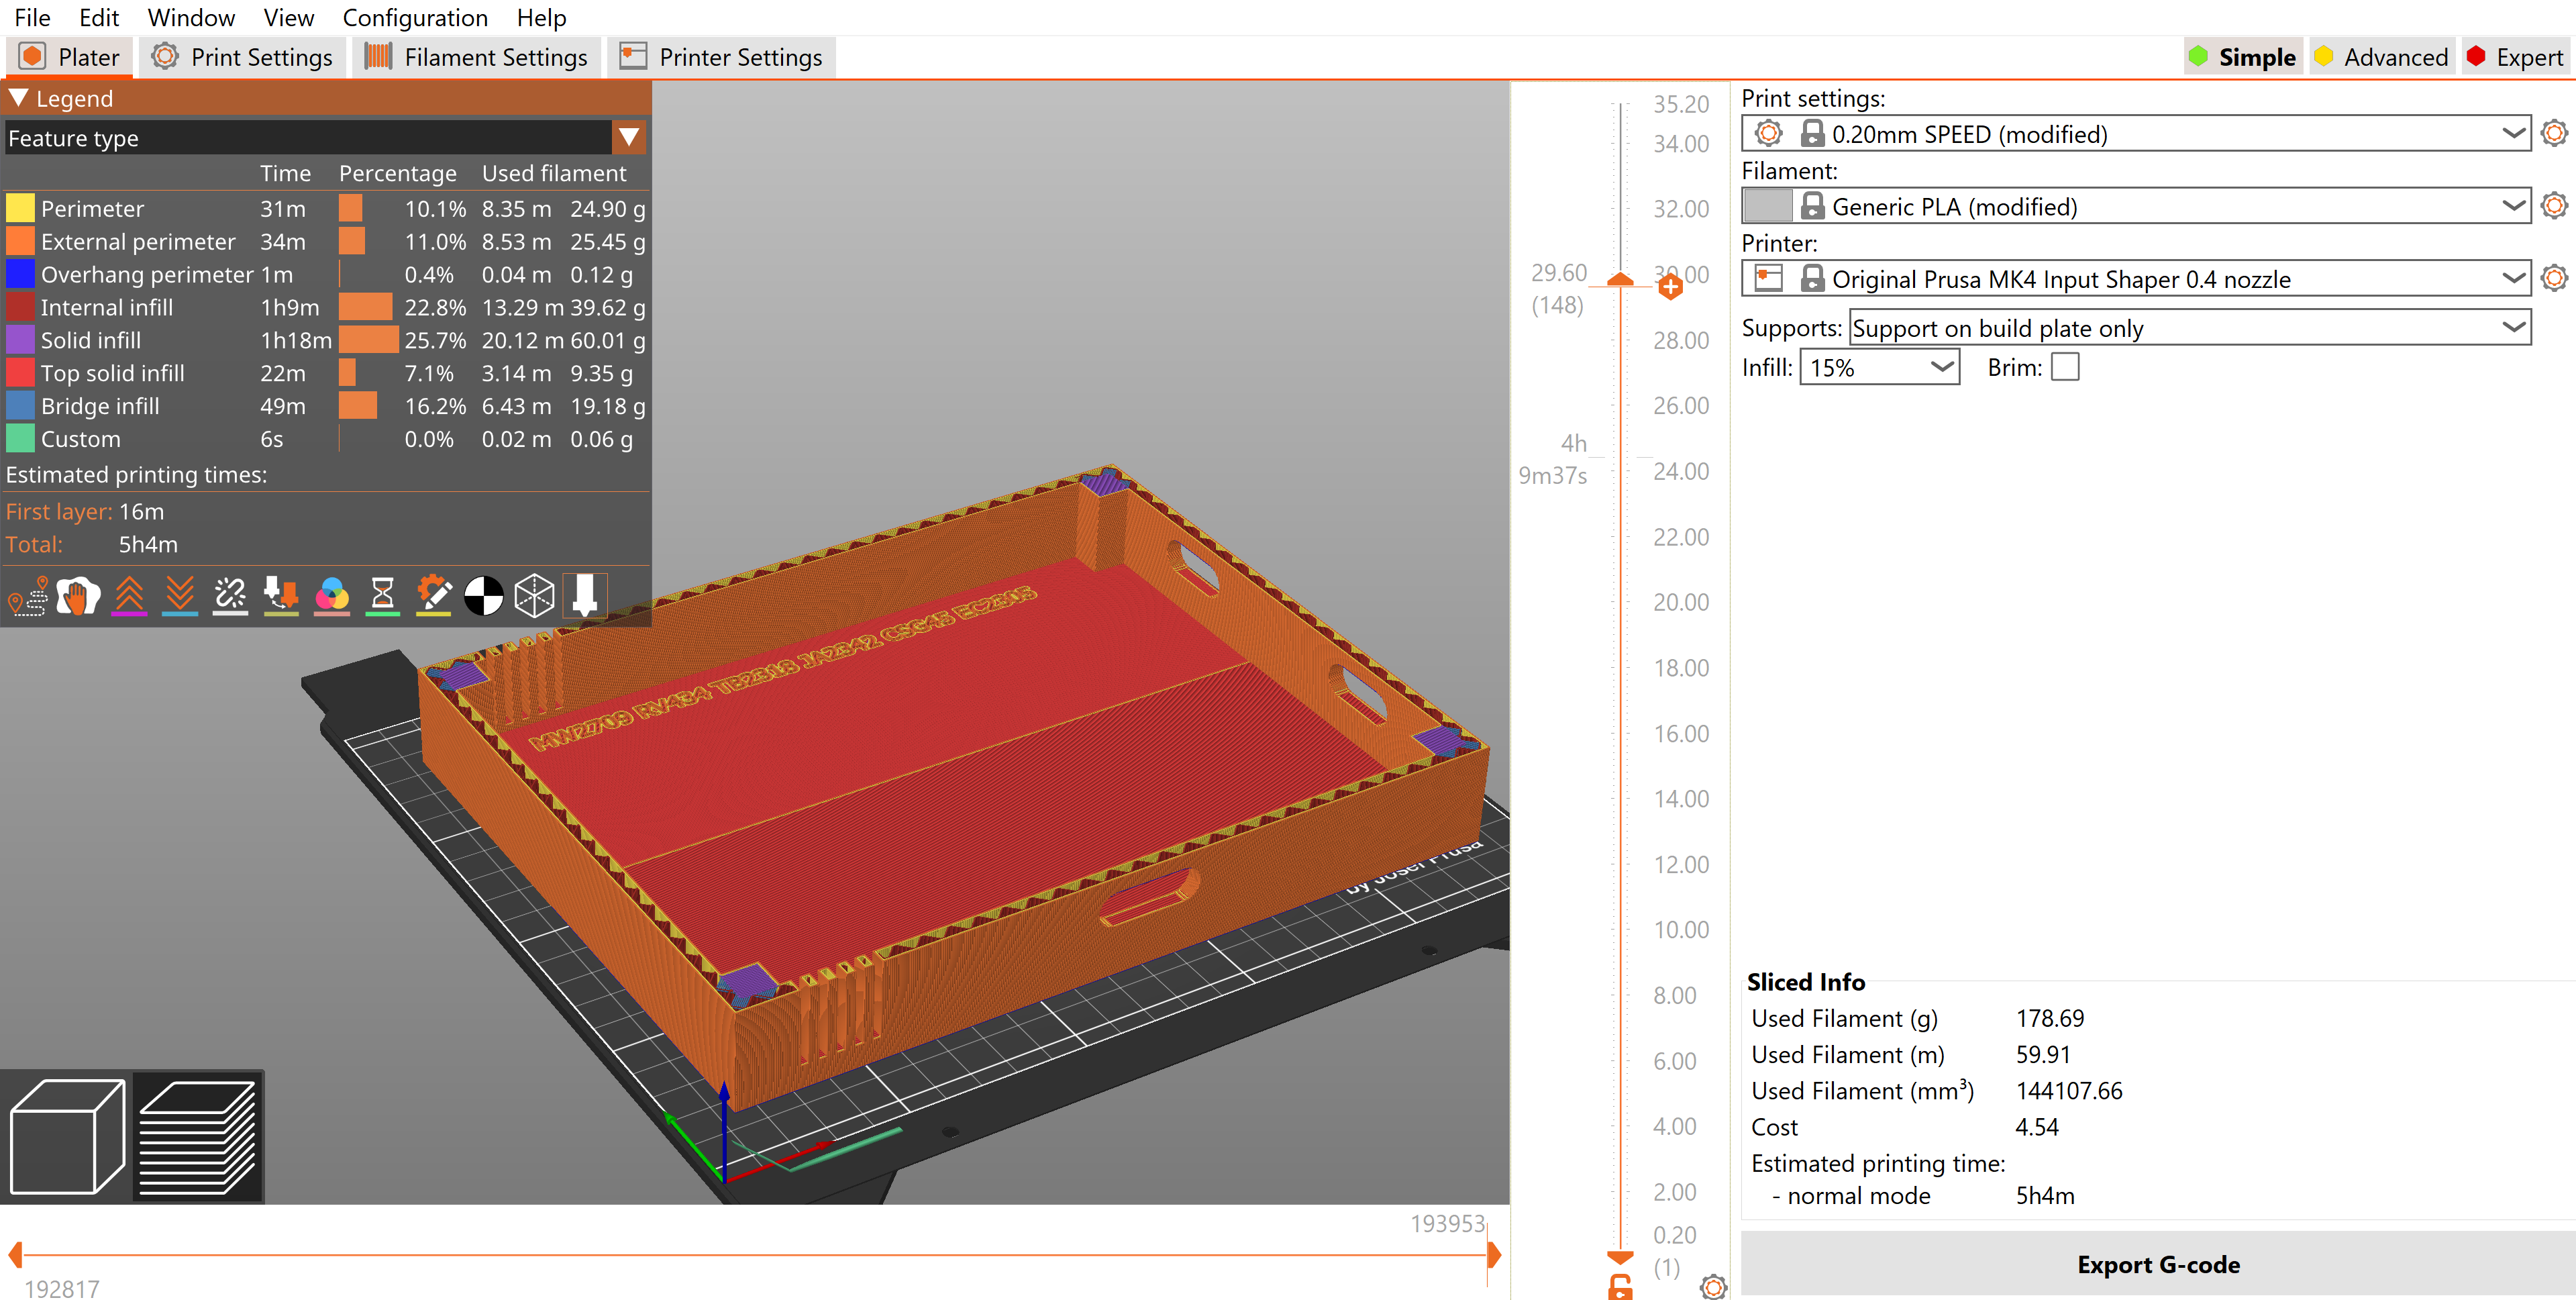 File Edit Window View Configuration Help
Plater Print Settings Filament Settings Printer Settings Simple Advanced Expert
Legend
Feature type
Time Percentage Used filament
Perimeter 31m 10.1% 8.35 m 24.90 g
External perimeter 34m 11.0% 8.53 m 25.45 g
Overhang perimeter 1m 0.4% 0.04 m 0.12 g
Internal infill 1h9m 22.8% 13.29 m 39.62 g
Solid infill 1h18m 25.7% 20.12 m 60.01 g
Top solid infill 22m 7.1% 3.14 m 9.35 g
Bridge infill 49m 16.2% 6.43 m 19.18 g
Custom 6s 0.0% 0.02 m 0.06 g
Estimated printing times:
First layer: 16m
Total: 5h4m
MW2709 RV434 TB2318 JA2342 CSG45 EC2305
by Josef Prusa
193953
192817
29.60
(148)
4h
9m37s
35.20
34.00
32.00
30.00
28.00
26.00
24.00
22.00
20.00
18.00
16.00
14.00
12.00
10.00
8.00
6.00
4.00
2.00
0.20
(1)
Print settings:
0.20mm SPEED (modified)
Filament:
Generic PLA (modified)
Printer:
Original Prusa MK4 Input Shaper 0.4 nozzle
Supports: Support on build plate only
Infill: 15% Brim:
Sliced Info
Used Filament (g) 178.69
Used Filament (m) 59.91
Used Filament (mm³) 144107.66
Cost 4.54
Estimated printing time:
- normal mode 5h4m
Export G-code